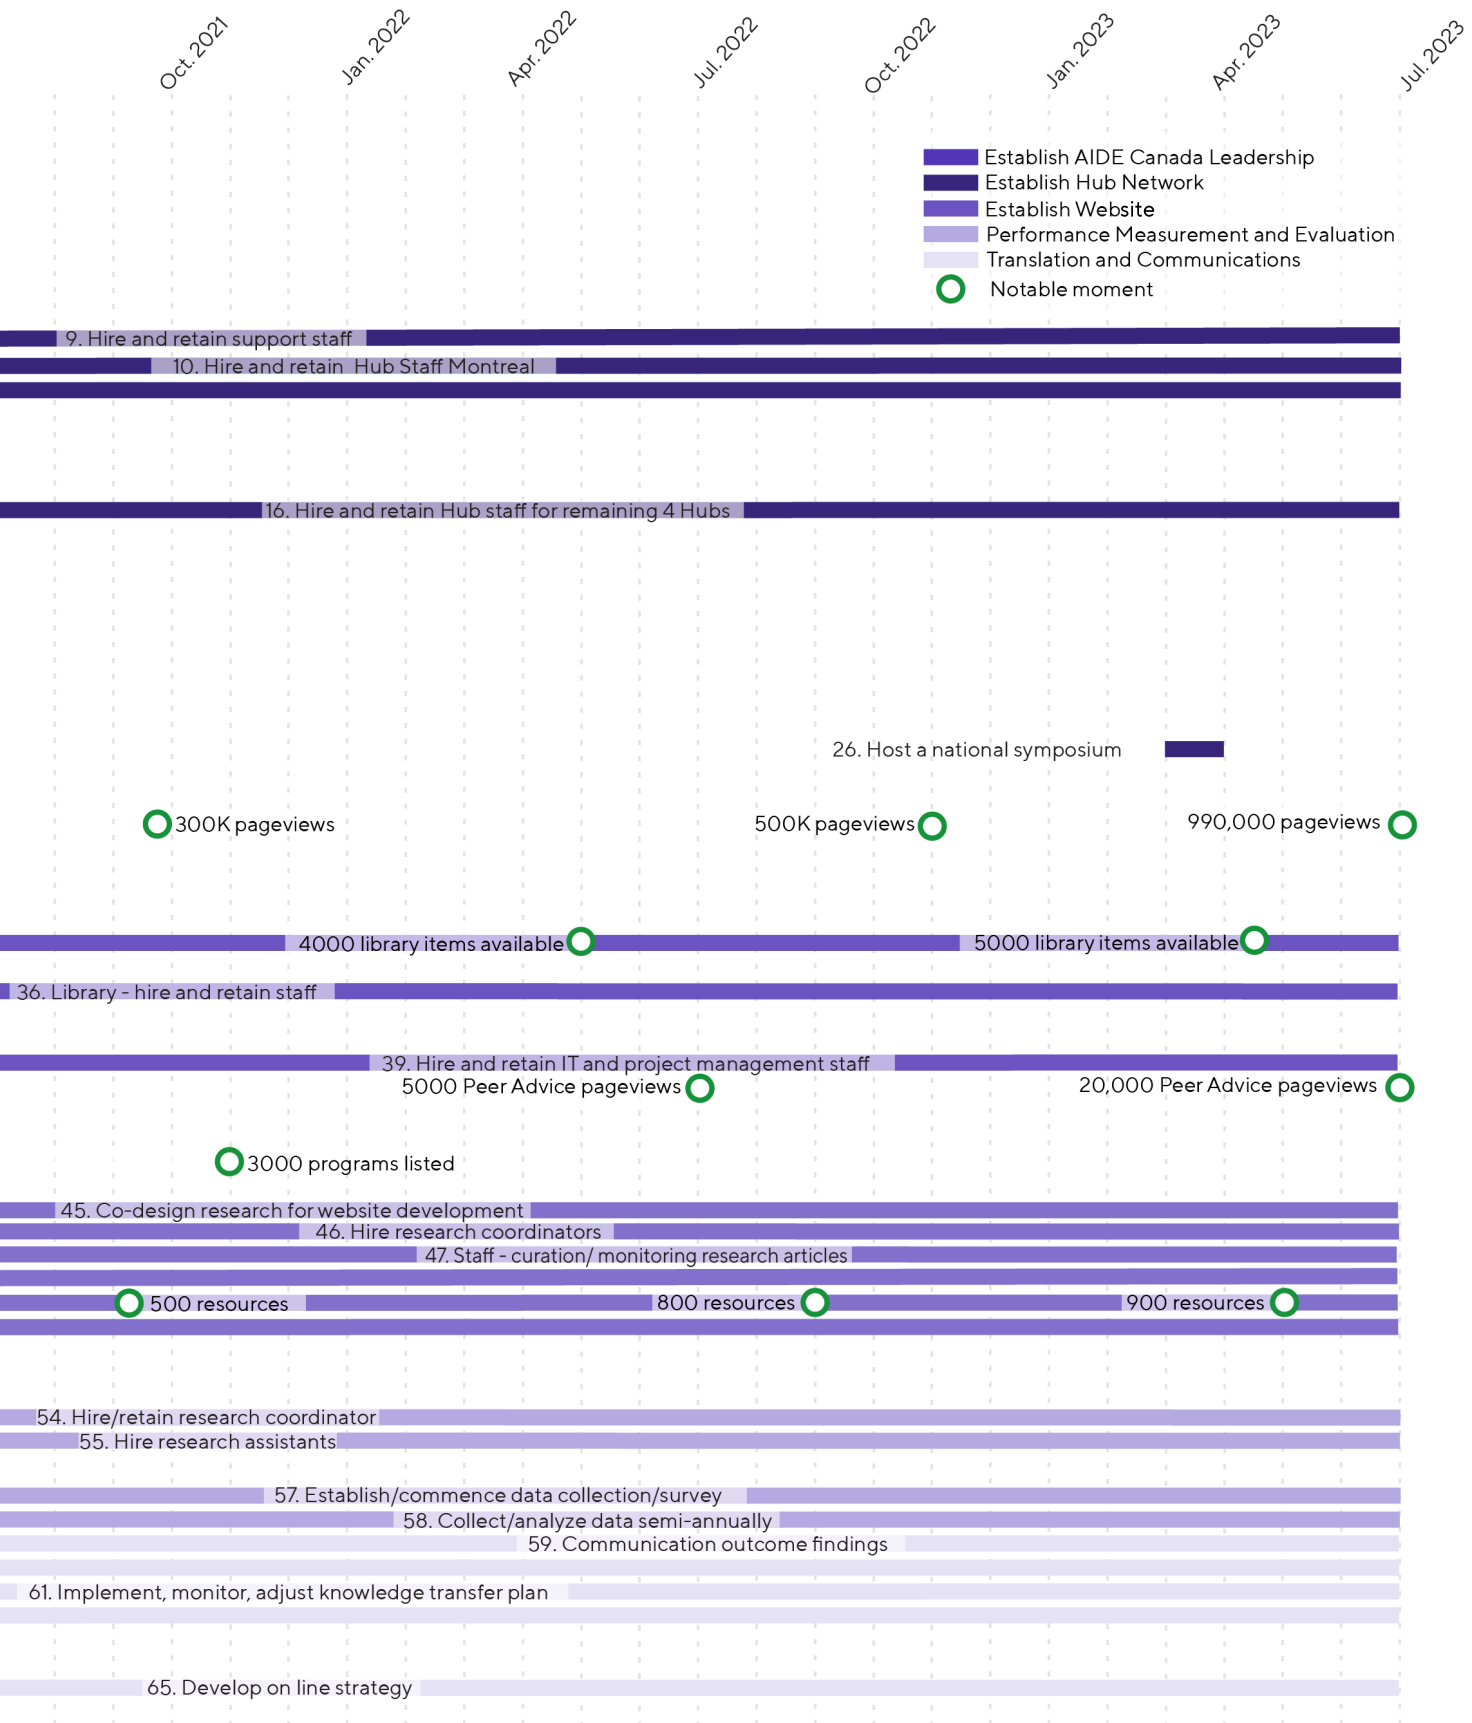 Oct. 2021
Jan. 2022
Apr. 2022
Jul. 2022
Oct. 2022
Jan. 2023
Apr. 2023
Jul. 2023
Establish AIDE Canada Leadership
Establish Hub Network
Establish Website
Performance Measurement and Evaluation
Translation and Communications
Notable moment
9. Hire and retain support staff
10. Hire and retain Hub Staff Montreal
16. Hire and retain Hub staff for remaining 4 Hubs
26. Host a national symposium
300K pageviews
500K pageviews
990,000 pageviews
4000 library items available
5000 library items available
36. Library - hire and retain staff
39. Hire and retain IT and project management staff
5000 Peer Advice pageviews
20,000 Peer Advice pageviews
3000 programs listed
45. Co-design research for website development
46. Hire research coordinators
47. Staff - curation/ monitoring research articles
500 resources
800 resources
900 resources
54. Hire/retain research coordinator
55. Hire research assistants
57. Establish/commence data collection/survey
58. Collect/analyze data semi-annually
59. Communication outcome findings
61. Implement, monitor, adjust knowledge transfer plan
65. Develop on line strategy